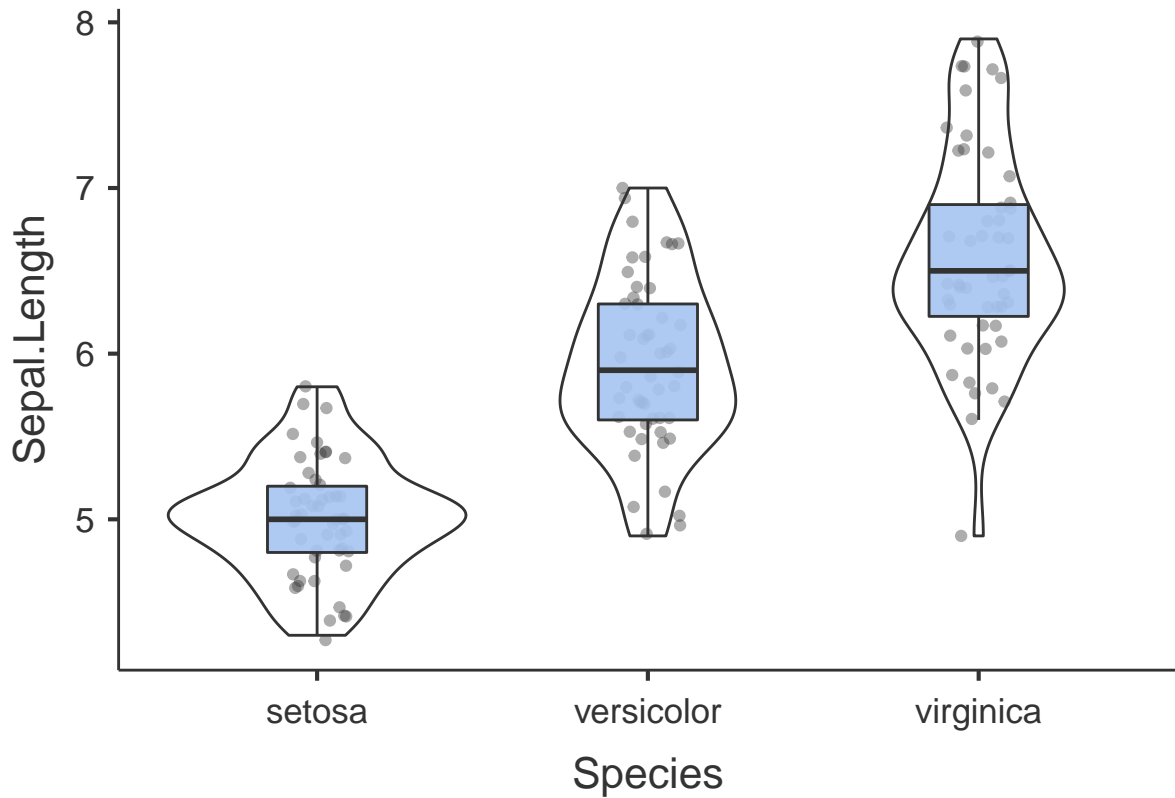 Sepal.Length
8
7
6
5
setosa
versicolor
virginica
Species